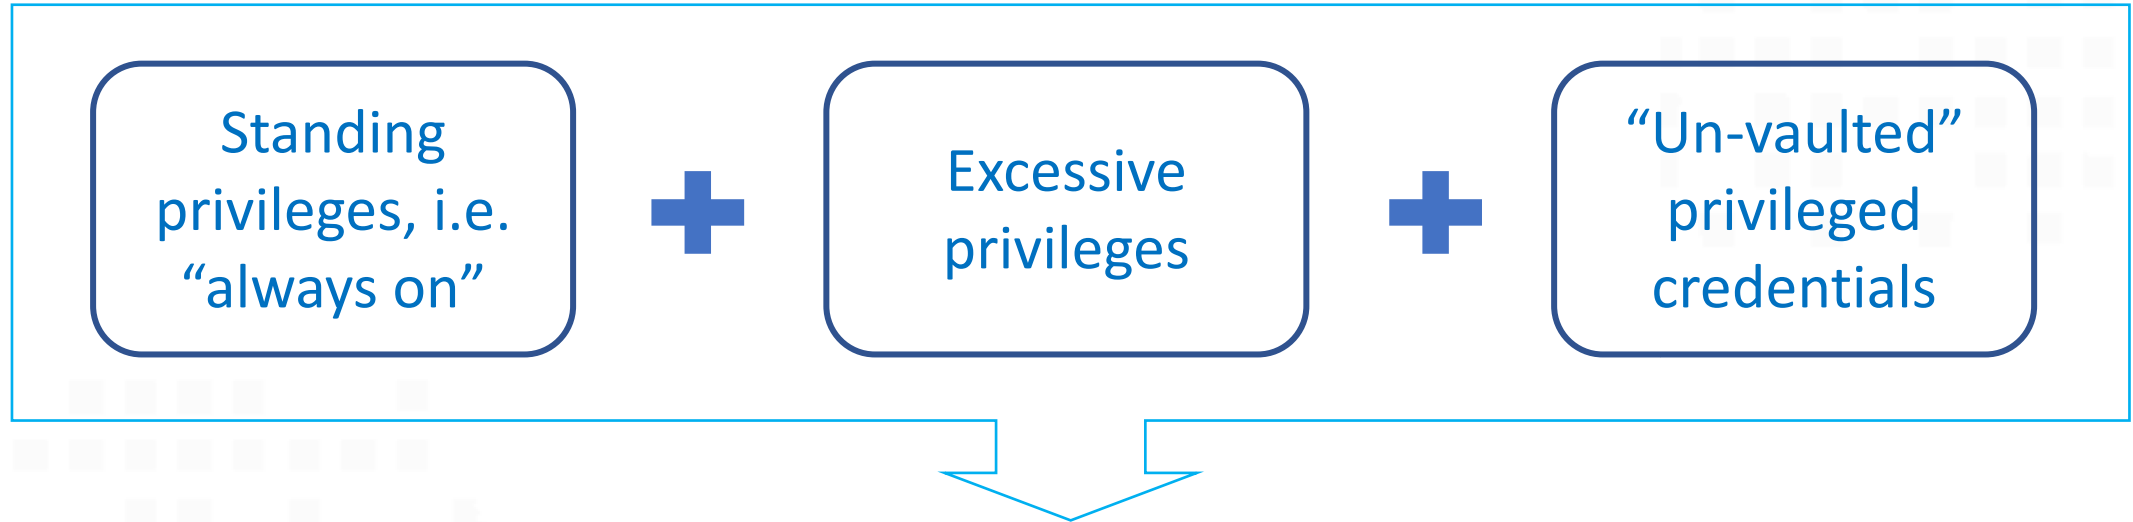 Standing
privileges, i.e.
“always on”
Excessive
privileges
“Un-vaulted”
privileged
credentials